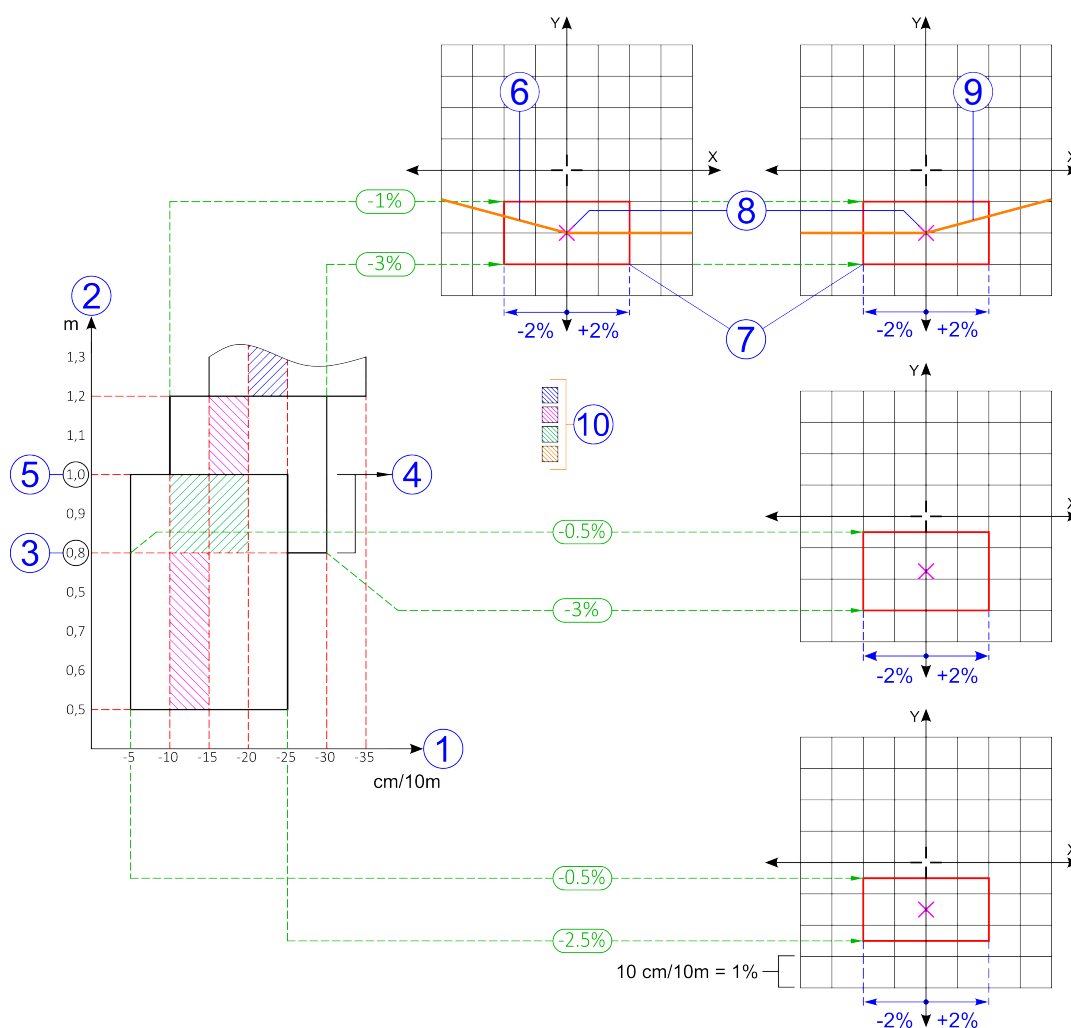 Y
Y
6
9
X
X
-1%
8
-3%
2
-2% +2%
-2% +2%
7
m
1,3
Y
1,2
10
1,1
5
1,0
4
0,9
X
-0.5%
3
0,8
0,5
-3%
0,7
0,6
-2% +2%
0,5
Y
-5 -10 -15 -20 -25 -30 -35
1
cm/10m
X
-0.5%
-2.5%
10 cm/10m = 1%
-2% +2%